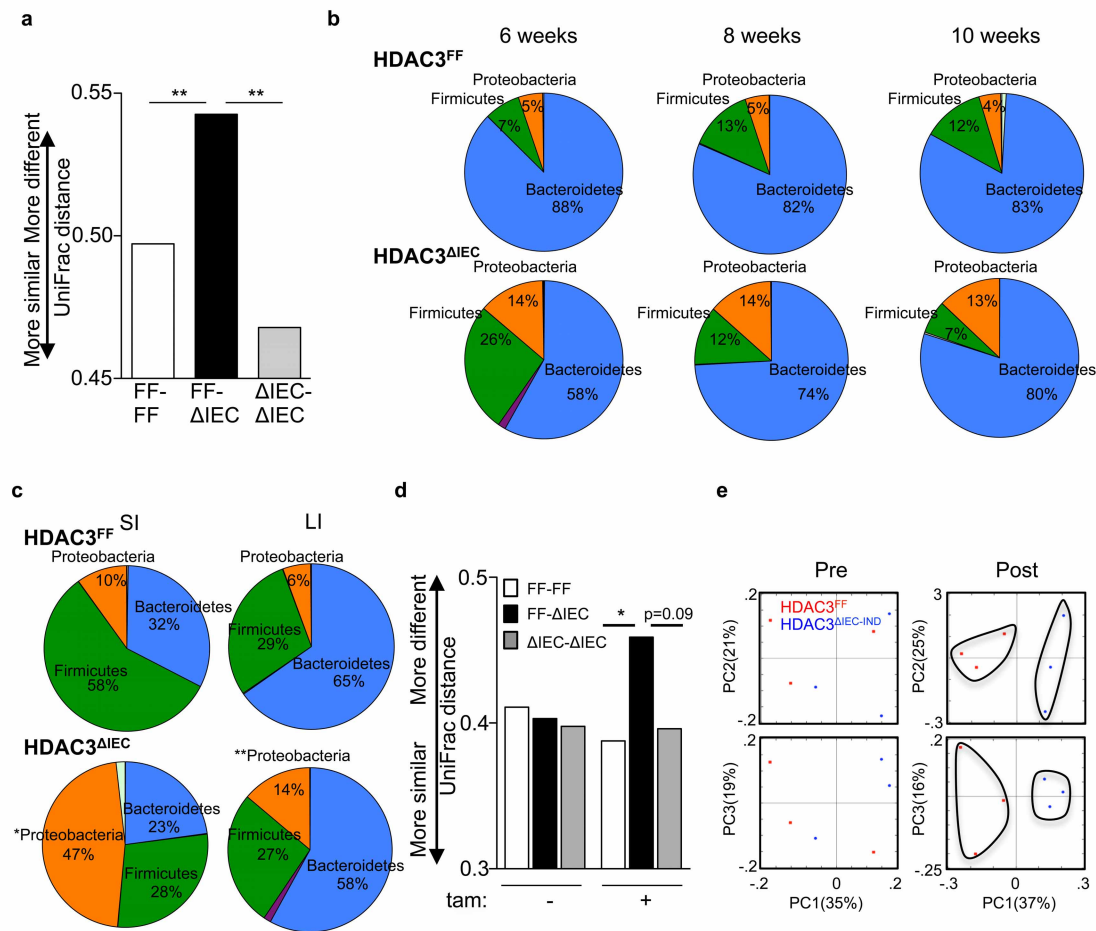 a
0.55
0.50
0.45
More similar More different
UniFrac distance
**
**
FF-
FF
FF-
ΔIEC
ΔIEC-
ΔIEC
b
6 weeks
8 weeks
10 weeks
HDAC3FF
Proteobacteria
Firmicutes
5%
7%
Bacteroidetes
88%
Proteobacteria
Firmicutes
5%
13%
Bacteroidetes
82%
Proteobacteria
Firmicutes
4%
12%
Bacteroidetes
83%
HDAC3ΔIEC
Proteobacteria
14%
Firmicutes
26%
Bacteroidetes
58%
Proteobacteria
14%
Firmicutes
12%
Bacteroidetes
74%
Proteobacteria
13%
Firmicutes
7%
Bacteroidetes
80%
c
SI
LI
HDAC3FF
Proteobacteria
10%
Bacteroidetes
32%
Firmicutes
58%
Proteobacteria
6%
Firmicutes
29%
Bacteroidetes
65%
HDAC3ΔIEC
Bacteroidetes
23%
*Proteobacteria
47%
Firmicutes
28%
**Proteobacteria
14%
Firmicutes
27%
Bacteroidetes
58%
d
0.5
0.4
0.3
More similar More different
UniFrac distance
FF-FF
FF-ΔIEC
ΔIEC-ΔIEC
*
p=0.09
tam:
-
+
e
Pre
Post
HDAC3FF
HDAC3ΔIEC-IND
.2
PC2(21%)
-.2
.3
PC2(25%)
-.3
.2
PC3(19%)
-.2
-.2
0
.2
PC1(35%)
.2
PC3(16%)
-.25
-.3
0
.3
PC1(37%)